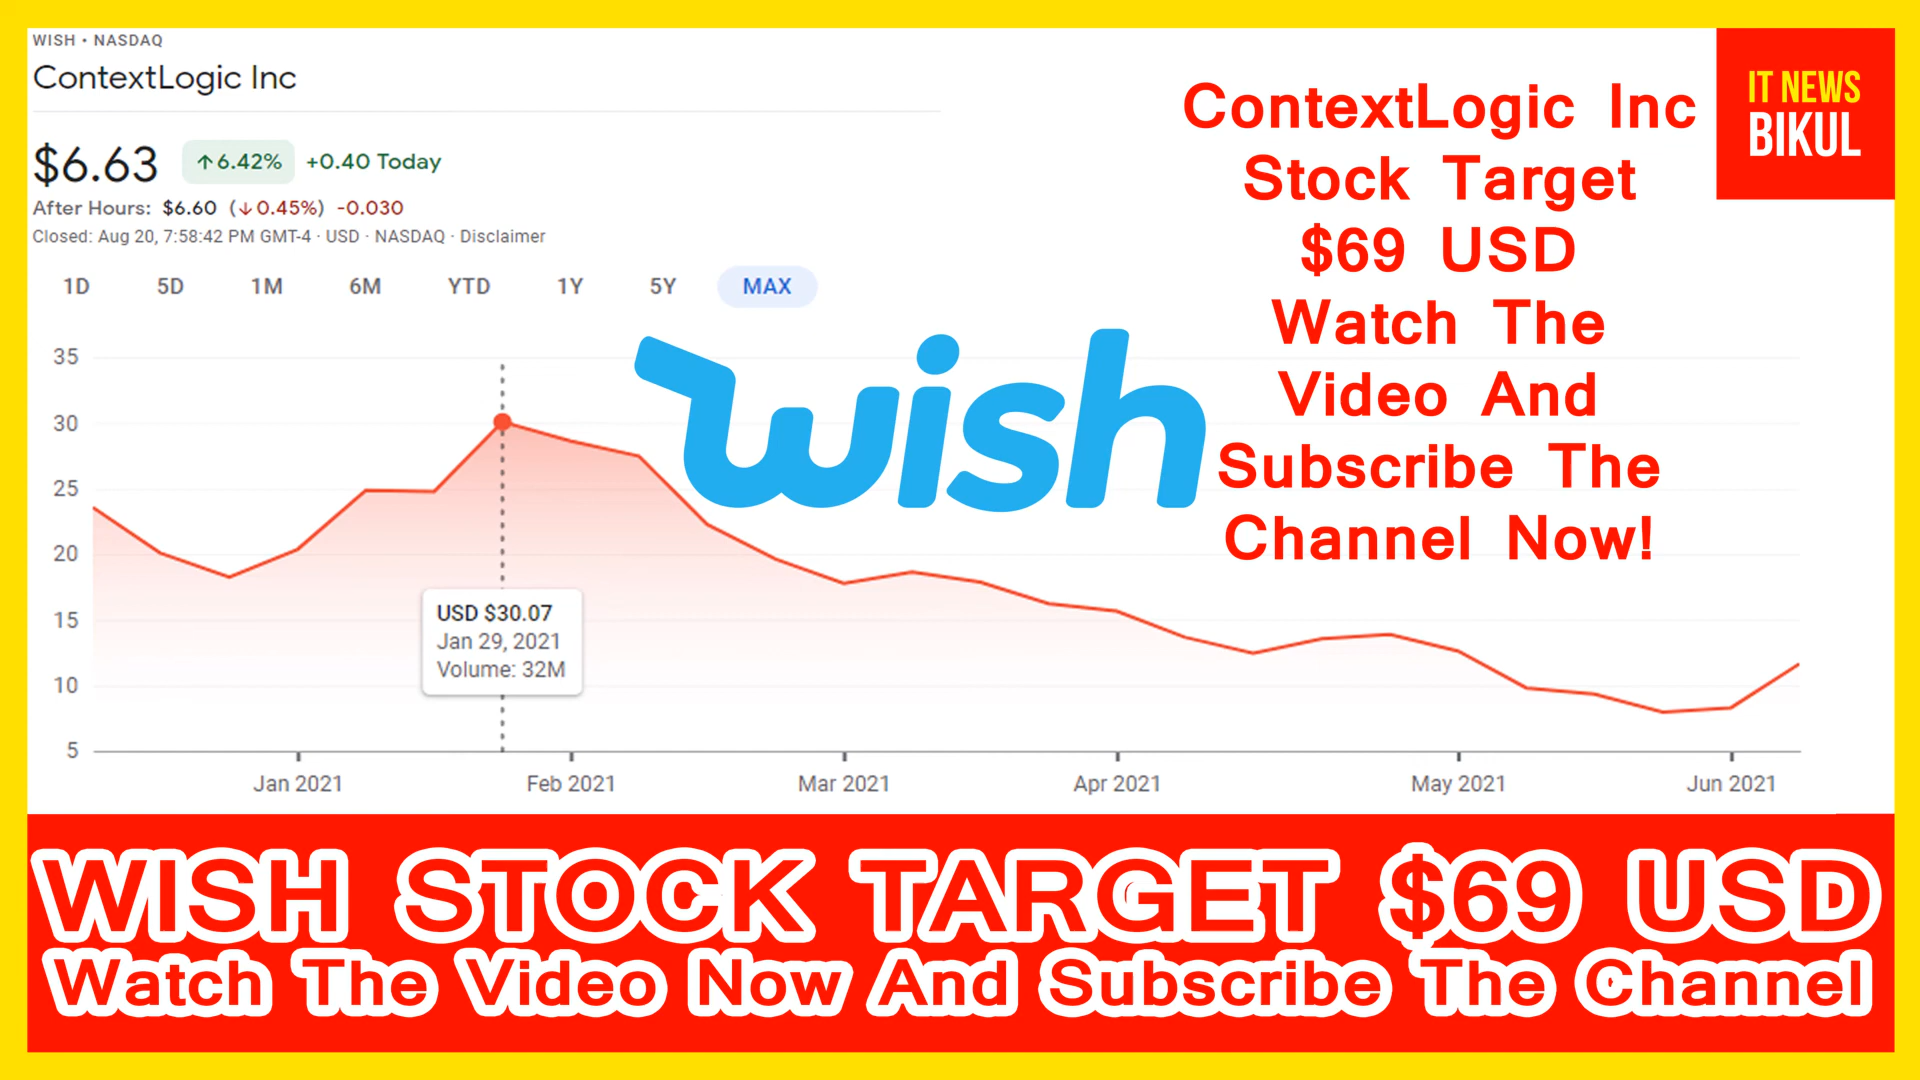 WISH • NASDAQ
ContextLogic Inc
$6.63 ↑6.42% +0.40 Today
After Hours: $6.60 (↓0.45%) -0.030
Closed: Aug 20, 7:58:42 PM GMT-4 · USD · NASDAQ · Disclaimer
1D 5D 1M 6M YTD 1Y 5Y MAX
IT NEWS
BIKUL
ContextLogic Inc
Stock Target
$69 USD
Watch The
Video And
Subscribe The
Channel Now!
wish
35
30
25
20
15
10
5
USD $30.07
Jan 29, 2021
Volume: 32M
Jan 2021 Feb 2021 Mar 2021 Apr 2021 May 2021 Jun 2021
WISH STOCK TARGET $69 USD
Watch The Video Now And Subscribe The Channel